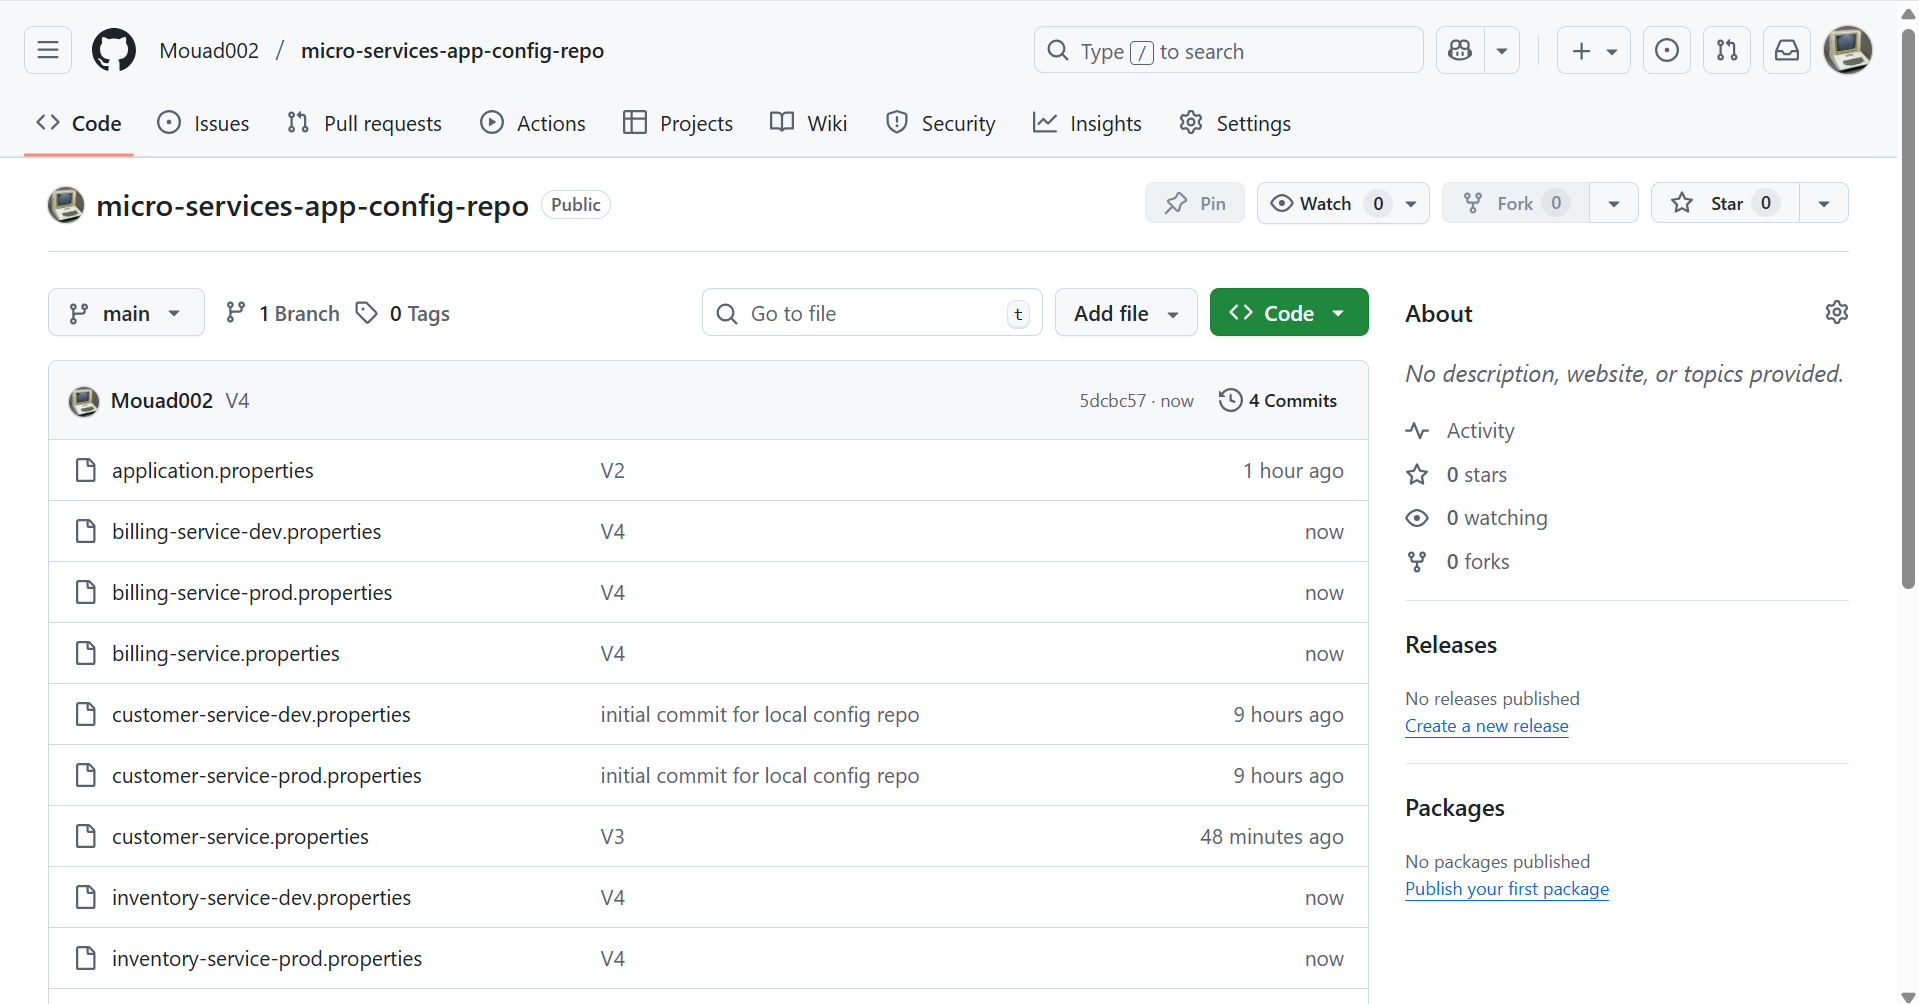 Mouad002 / micro-services-app-config-repo
Type / to search
Code
Issues
Pull requests
Actions
Projects
Wiki
Security
Insights
Settings
micro-services-app-config-repo Public
Pin
Watch 0
Fork 0
Star 0
main
1 Branch
0 Tags
Go to file t
Add file
Code
Mouad002 V4 5dcbc57 · now 4 Commits
application.properties V2 1 hour ago
billing-service-dev.properties V4 now
billing-service-prod.properties V4 now
billing-service.properties V4 now
customer-service-dev.properties initial commit for local config repo 9 hours ago
customer-service-prod.properties initial commit for local config repo 9 hours ago
customer-service.properties V3 48 minutes ago
inventory-service-dev.properties V4 now
inventory-service-prod.properties V4 now
About
No description, website, or topics provided.
Activity
0 stars
0 watching
0 forks
Releases
No releases published
Create a new release
Packages
No packages published
Publish your first package